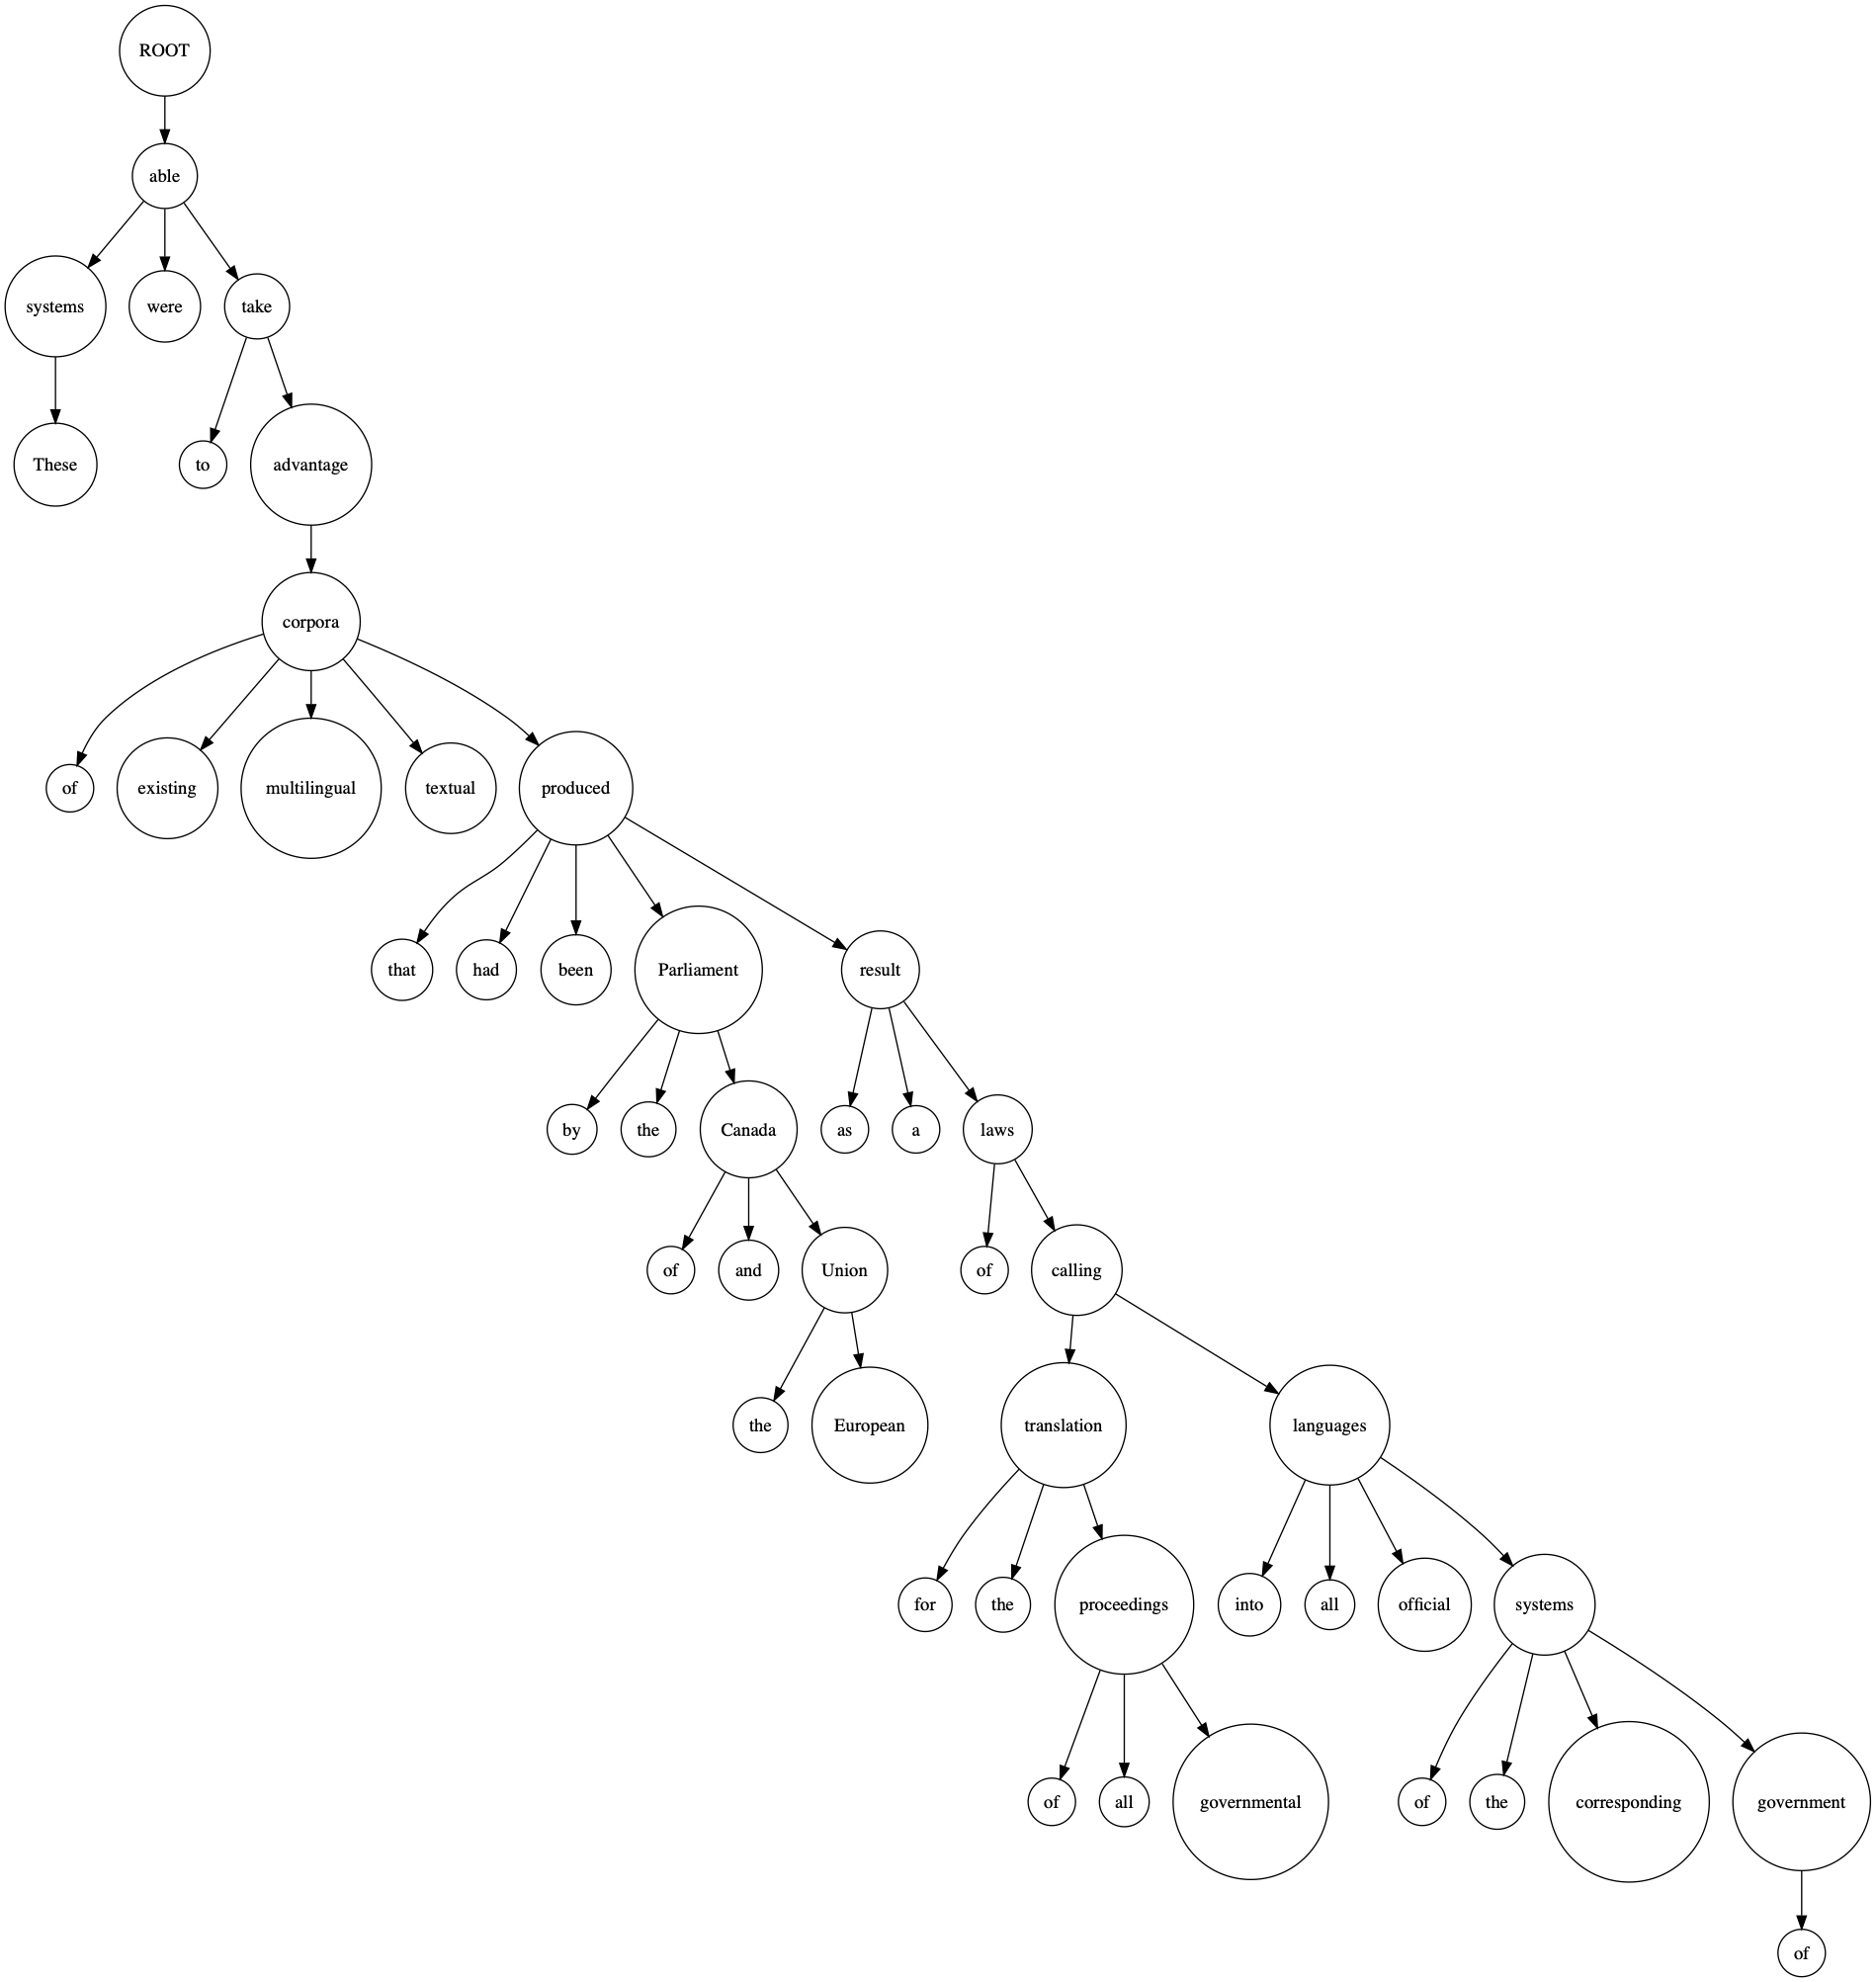 ROOT
able
systems were take
These to advantage
corpora
of existing multilingual textual produced
that had been Parliament result
by the Canada as a laws
of and Union of calling
the European translation languages
for the proceedings into all official systems
of all governmental of the corresponding government
of